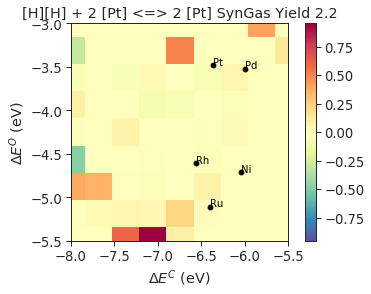 [H][H] + 2 [Pt] <=> 2 [Pt] SynGas Yield 2.2
−3.0
−3.5
−4.0
−4.5
−5.0
−5.5
ΔE^O (eV)
Pt
Pd
Rh
Ni
Ru
−8.0 −7.5 −7.0 −6.5 −6.0 −5.5
ΔE^C (eV)
0.75
0.50
0.25
0.00
−0.25
−0.50
−0.75